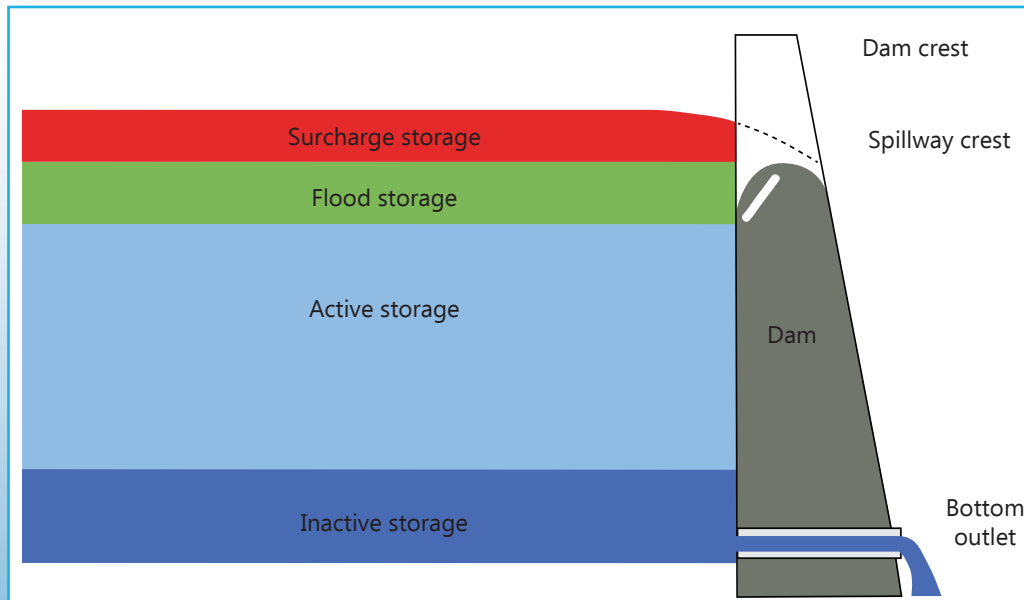 Dam crest
Surcharge storage
Spillway crest
Flood storage
Active storage
Dam
Inactive storage
Bottom
outlet